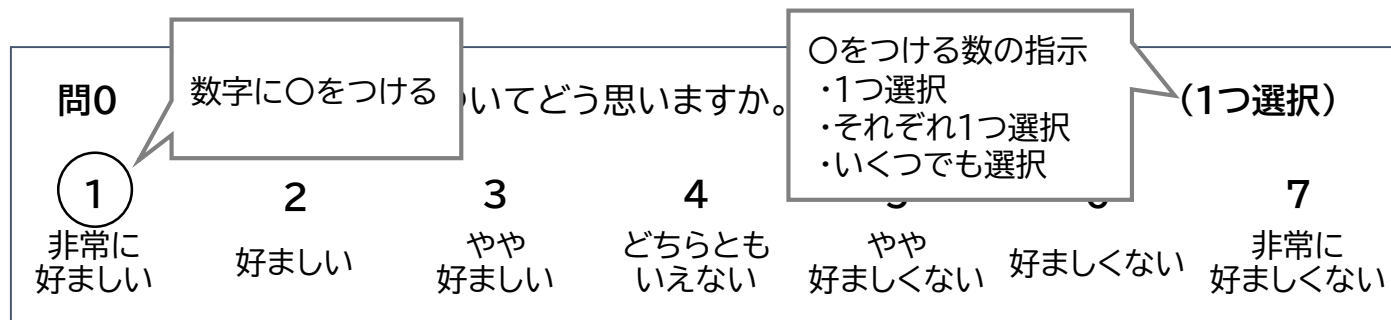 〇をつける数の指示
・1つ選択
・それぞれ1つ選択
・いくつでも選択
数字に〇をつける
問0 いてどう思いますか。 (1つ選択)
1 2 3 4 7
非常に好ましい 好ましい やや好ましい どちらともいえない やや好ましくない 好ましくない 非常に好ましくない